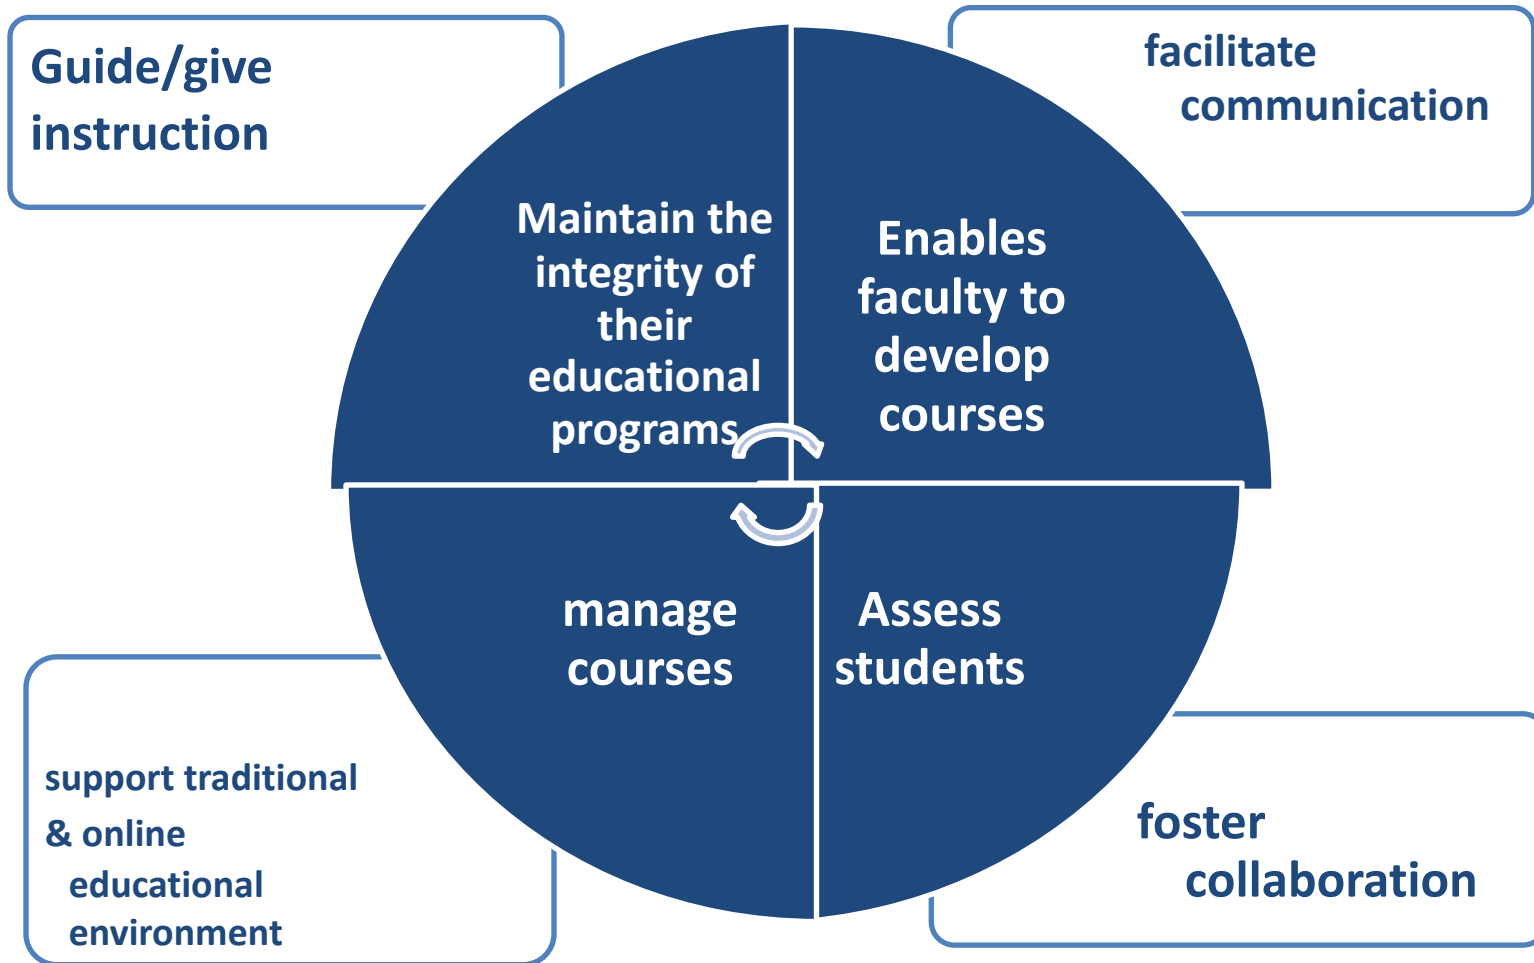 Guide/give
instruction
facilitate
communication
Maintain the
integrity of
their
educational
programs
Enables
faculty to
develop
courses
manage
courses
Assess
students
support traditional
& online
educational
environment
foster
collaboration